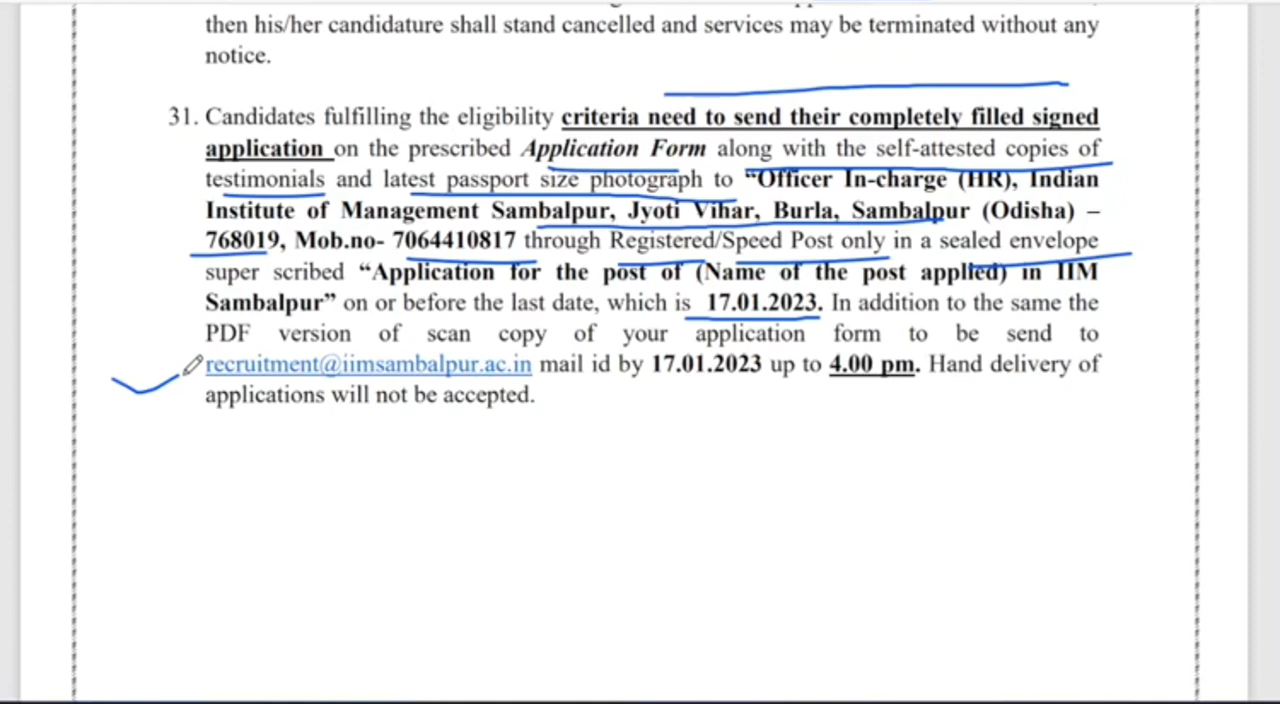 then his/her candidature shall stand cancelled and services may be terminated without any
notice.
31. Candidates fulfilling the eligibility criteria need to send their completely filled signed
application on the prescribed Application Form along with the self-attested copies of
testimonials and latest passport size photograph to "Officer In-charge (HR), Indian
Institute of Management Sambalpur, Jyoti Vihar, Burla, Sambalpur (Odisha) –
768019, Mob.no- 7064410817 through Registered/Speed Post only in a sealed envelope
super scribed “Application for the post of (Name of the post applied) in IIM
Sambalpur” on or before the last date, which is 17.01.2023. In addition to the same the
PDF version of scan copy of your application form to be send to
recruitment@iimsambalpur.ac.in mail id by 17.01.2023 up to 4.00 pm. Hand delivery of
applications will not be accepted.